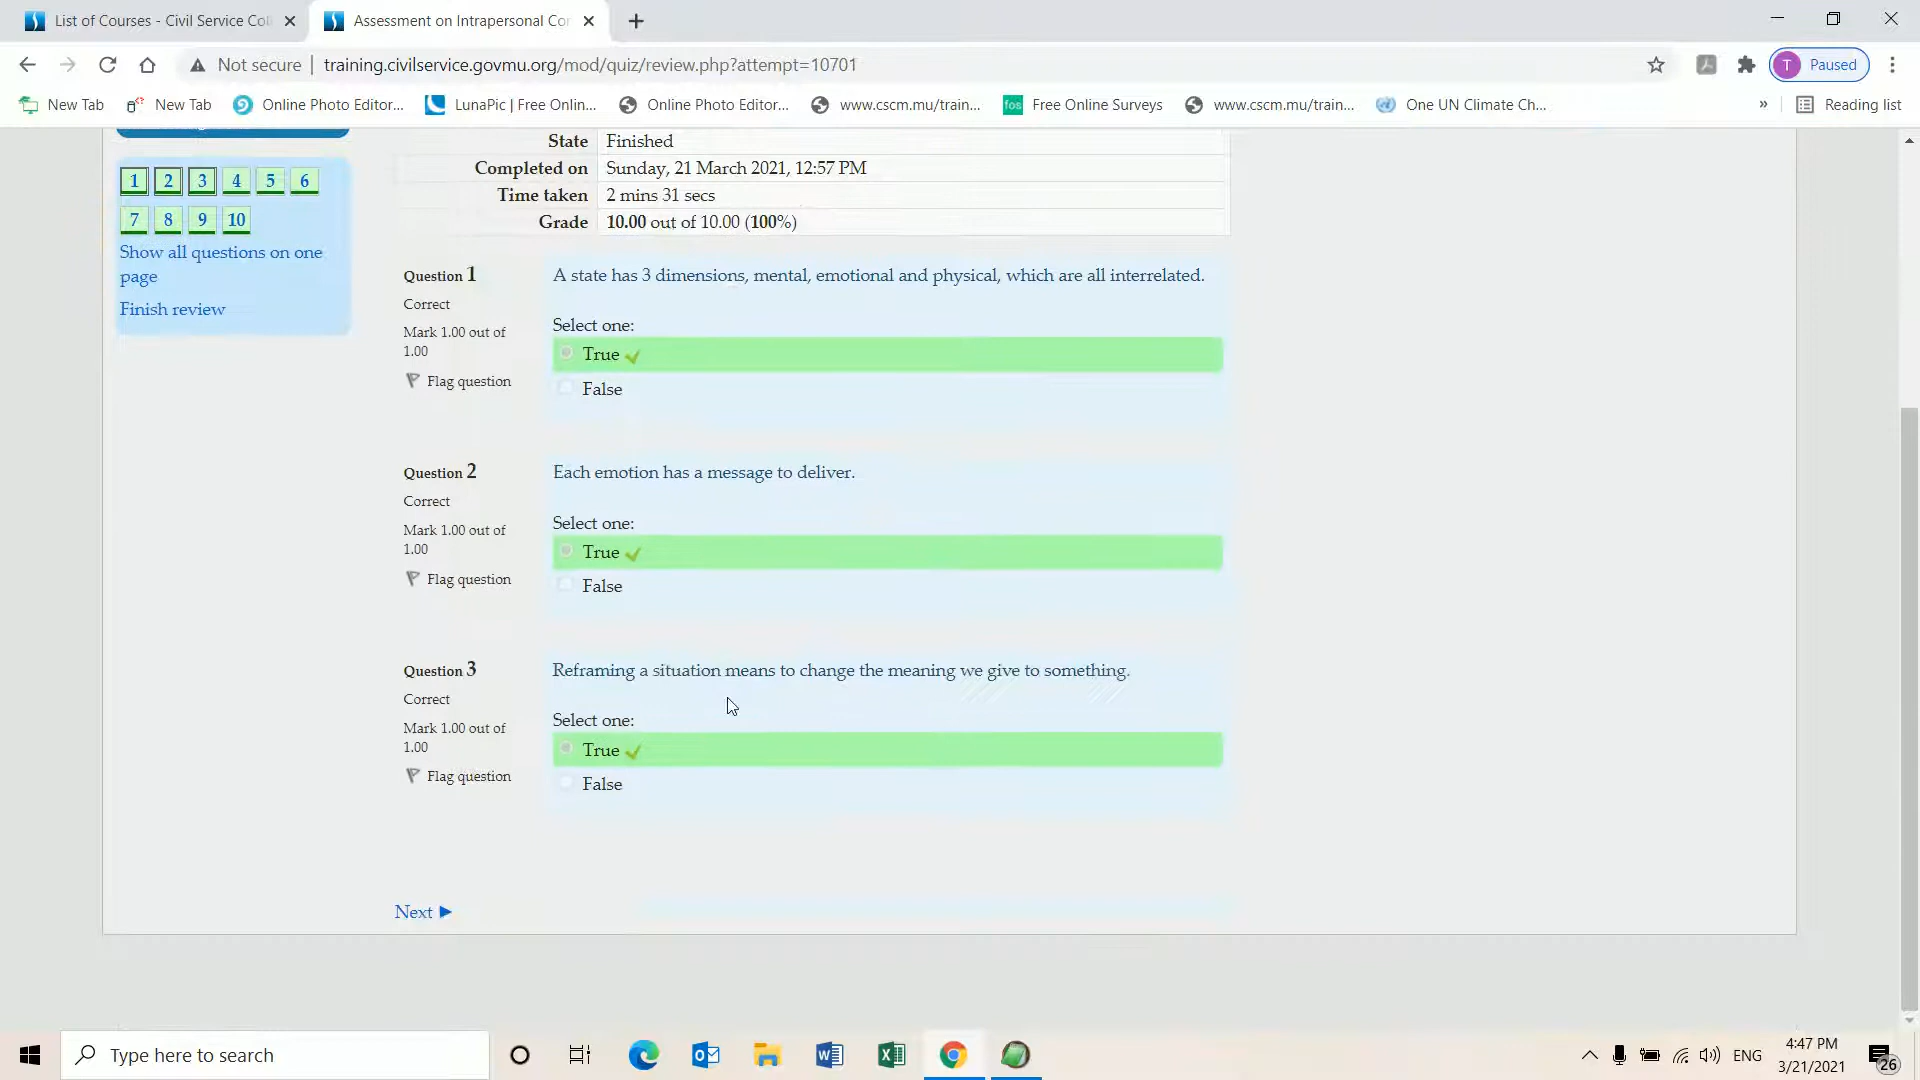 List of Courses - Civil Service Col
Assessment on Intrapersonal Cor
Not secure
training.civilservice.govmu.org/mod/quiz/review.php?attempt=10701
T
Paused
New Tab
New Tab
Online Photo Editor...
LunaPic | Free Onlin...
Online Photo Editor...
www.cscm.mu/train...
fos
Free Online Surveys
www.cscm.mu/train...
One UN Climate Ch...
»
Reading list
1 2 3 4 5 6
7 8 9 10
Show all questions on one
page
Finish review
State Finished
Completed on Sunday, 21 March 2021, 12:57 PM
Time taken 2 mins 31 secs
Grade 10.00 out of 10.00 (100%)
Question 1
Correct
Mark 1.00 out of
1.00
Flag question
A state has 3 dimensions, mental, emotional and physical, which are all interrelated.
Select one:
True
False
Question 2
Correct
Mark 1.00 out of
1.00
Flag question
Each emotion has a message to deliver.
Select one:
True
False
Question 3
Correct
Mark 1.00 out of
1.00
Flag question
Reframing a situation means to change the meaning we give to something.
Select one:
True
False
Next
Type here to search
ENG
4:47 PM
3/21/2021
26